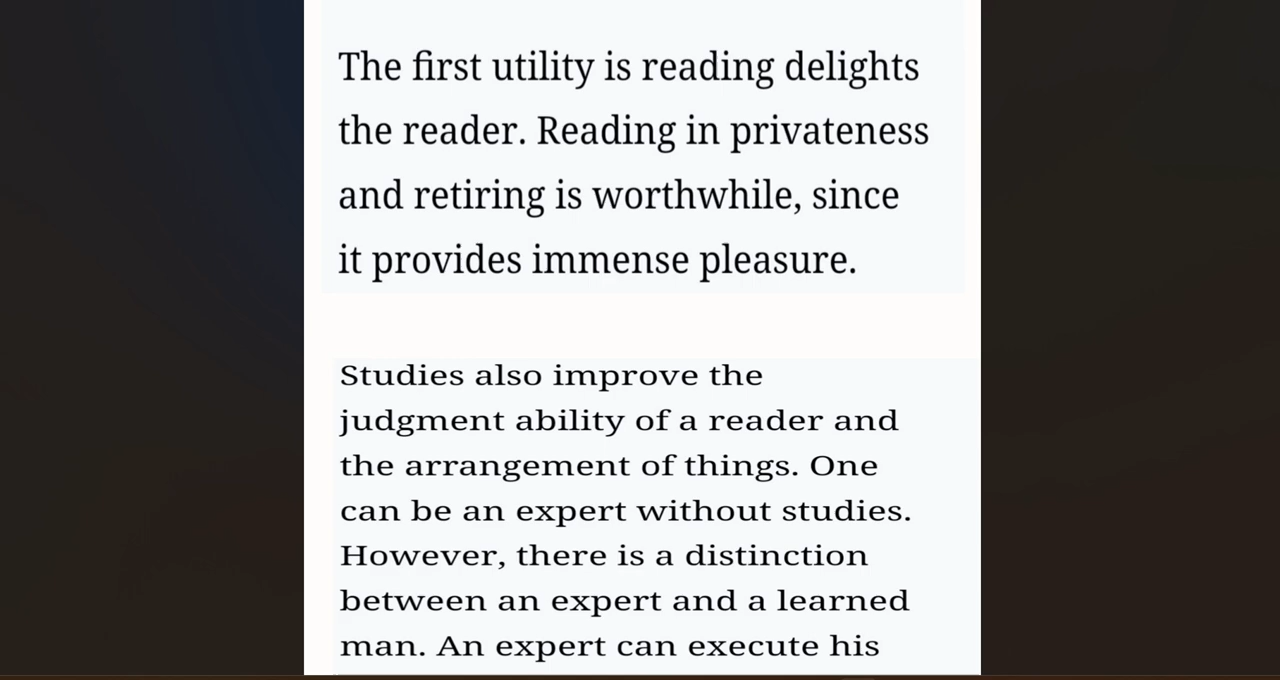 The first utility is reading delights
the reader. Reading in privateness
and retiring is worthwhile, since
it provides immense pleasure.
Studies also improve the
judgment ability of a reader and
the arrangement of things. One
can be an expert without studies.
However, there is a distinction
between an expert and a learned
man. An expert can execute his